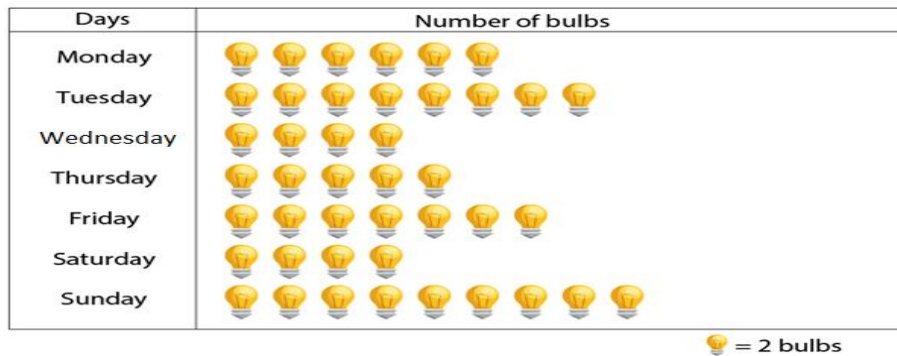 Days Number of bulbs
Monday
Tuesday
Wednesday
Thursday
Friday
Saturday
Sunday
= 2 bulbs